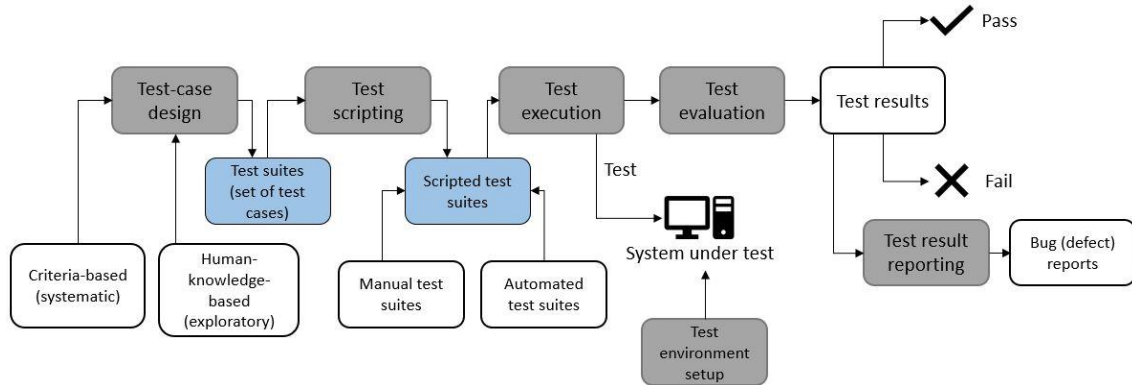 Pass
Test-case
design
Test
scripting
Test
execution
Test
evaluation
Test results
Test suites
(set of test
cases)
Scripted test
suites
Test
Fail
System under test
Criteria-based
(systematic)
Human-
knowledge-
based
(exploratory)
Manual test
suites
Automated
test suites
Test result
reporting
Bug (defect)
reports
Test
environment
setup